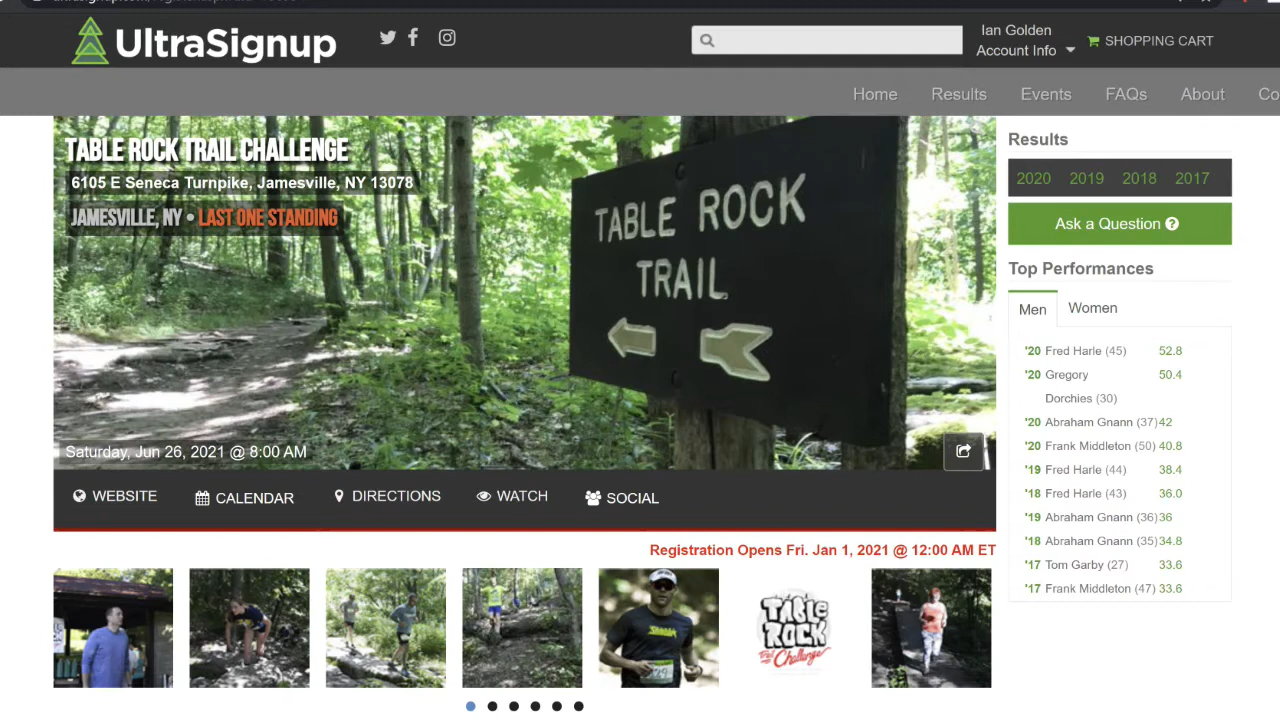 UltraSignup
Ian Golden
Account Info
SHOPPING CART
Home
Results
Events
FAQs
About
Co
TABLE ROCK TRAIL CHALLENGE
6105 E Seneca Turnpike, Jamesville, NY 13078
JAMESVILLE, NY • LAST ONE STANDING
TABLE ROCK
TRAIL
Saturday, Jun 26, 2021 @ 8:00 AM
WEBSITE
CALENDAR
DIRECTIONS
WATCH
SOCIAL
Registration Opens Fri. Jan 1, 2021 @ 12:00 AM ET
TABLE
ROCK
Trail
Challenge
Results
2020 2019 2018 2017
Ask a Question
Top Performances
Men Women
'20 Fred Harle (45) 52.8
'20 Gregory 50.4
Dorchies (30)
'20 Abraham Gnann (37) 42
'20 Frank Middleton (50) 40.8
'19 Fred Harle (44) 38.4
'18 Fred Harle (43) 36.0
'19 Abraham Gnann (36) 36
'18 Abraham Gnann (35) 34.8
'17 Tom Garby (27) 33.6
'17 Frank Middleton (47) 33.6